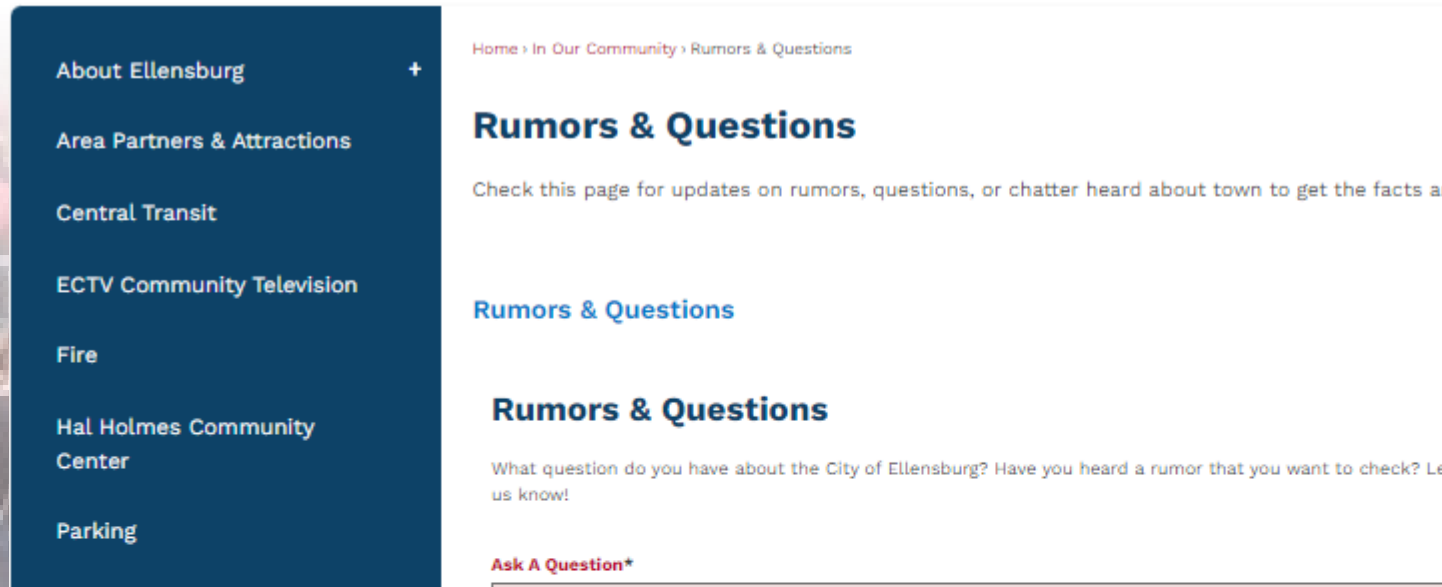 About Ellensburg +
Area Partners & Attractions
Central Transit
ECTV Community Television
Fire
Hal Holmes Community
Center
Parking
Home › In Our Community › Rumors & Questions
Rumors & Questions
Check this page for updates on rumors, questions, or chatter heard about town to get the facts
Rumors & Questions
Rumors & Questions
What question do you have about the City of Ellensburg? Have you heard a rumor that you want to check?
us know!
Ask A Question*